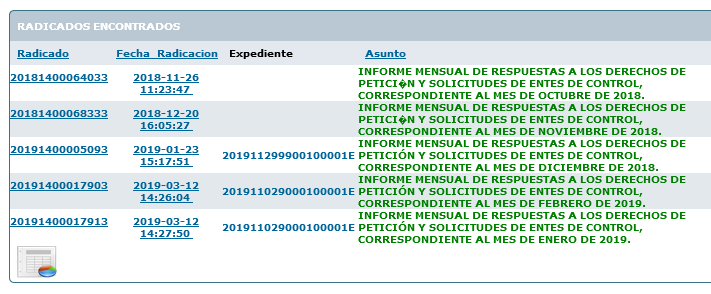 RADICADOS ENCONTRADOS
Radicado Fecha_Radicacion Expediente Asunto
20181400064033 2018-11-26 11:23:47 INFORME MENSUAL DE RESPUESTAS A LOS DERECHOS DE
PETICI�N Y SOLICITUDES DE ENTES DE CONTROL,
CORRESPONDIENTE AL MES DE OCTUBRE DE 2018.
20181400068333 2018-12-20 16:05:27 INFORME MENSUAL DE RESPUESTAS A LOS DERECHOS DE
PETICI�N Y SOLICITUDES DE ENTES DE CONTROL,
CORRESPONDIENTE AL MES DE NOVIEMBRE DE 2018.
20191400005093 2019-01-23 15:17:51 201911299900100001E INFORME MENSUAL DE RESPUESTAS A LOS DERECHOS DE
PETICIÓN Y SOLICITUDES DE ENTES DE CONTROL,
CORRESPONDIENTE AL MES DE DICIEMBRE DE 2018.
20191400017903 2019-03-12 14:26:04 201911029000100001E INFORME MENSUAL DE RESPUESTAS A LOS DERECHOS DE
PETICIÓN Y SOLICITUDES DE ENTES DE CONTROL,
CORRESPONDIENTE AL MES DE FEBRERO DE 2019.
20191400017913 2019-03-12 14:27:50 201911029000100001E INFORME MENSUAL DE RESPUESTAS A LOS DERECHOS DE
PETICIÓN Y SOLICITUDES DE ENTES DE CONTROL,
CORRESPONDIENTE AL MES DE ENERO DE 2019.